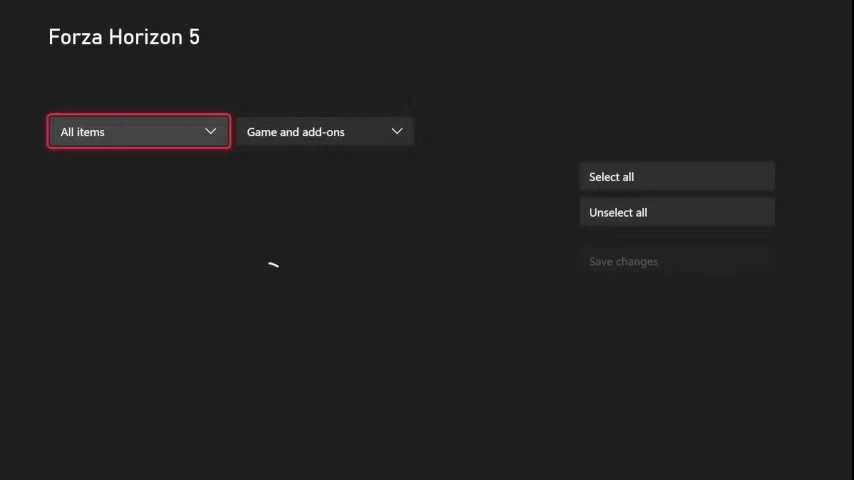 Forza Horizon 5
All items
Game and add-ons
Select all
Unselect all
Save changes